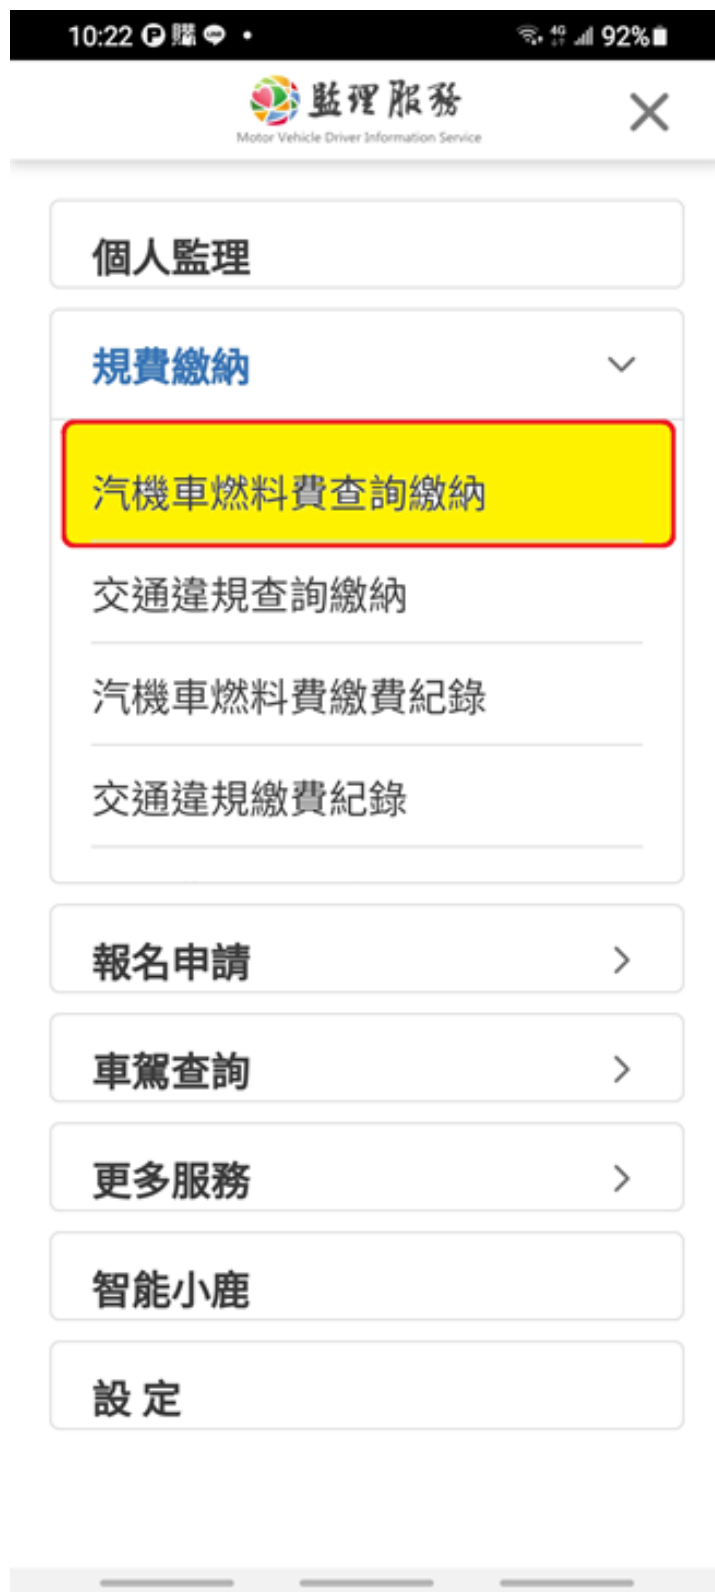 10:22 P 購 LINE
4G 92%
監理服務
Motor Vehicle Driver Information Service
個人監理
規費繳納
汽機車燃料費查詢繳納
交通違規查詢繳納
汽機車燃料費繳費紀錄
交通違規繳費紀錄
報名申請
車駕查詢
更多服務
智能小鹿
設 定